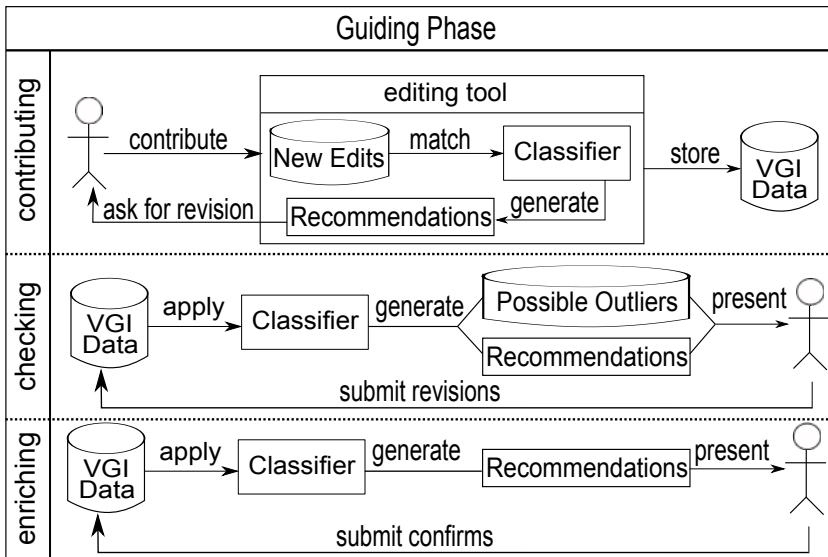 Guiding Phase
contributing
editing tool
contribute
New Edits
match
Classifier
store
VGI
Data
ask for revision
Recommendations
generate
checking
VGI
Data
apply
Classifier
generate
Possible Outliers
Recommendations
present
submit revisions
enriching
VGI
Data
apply
Classifier
generate
Recommendations
present
submit confirms